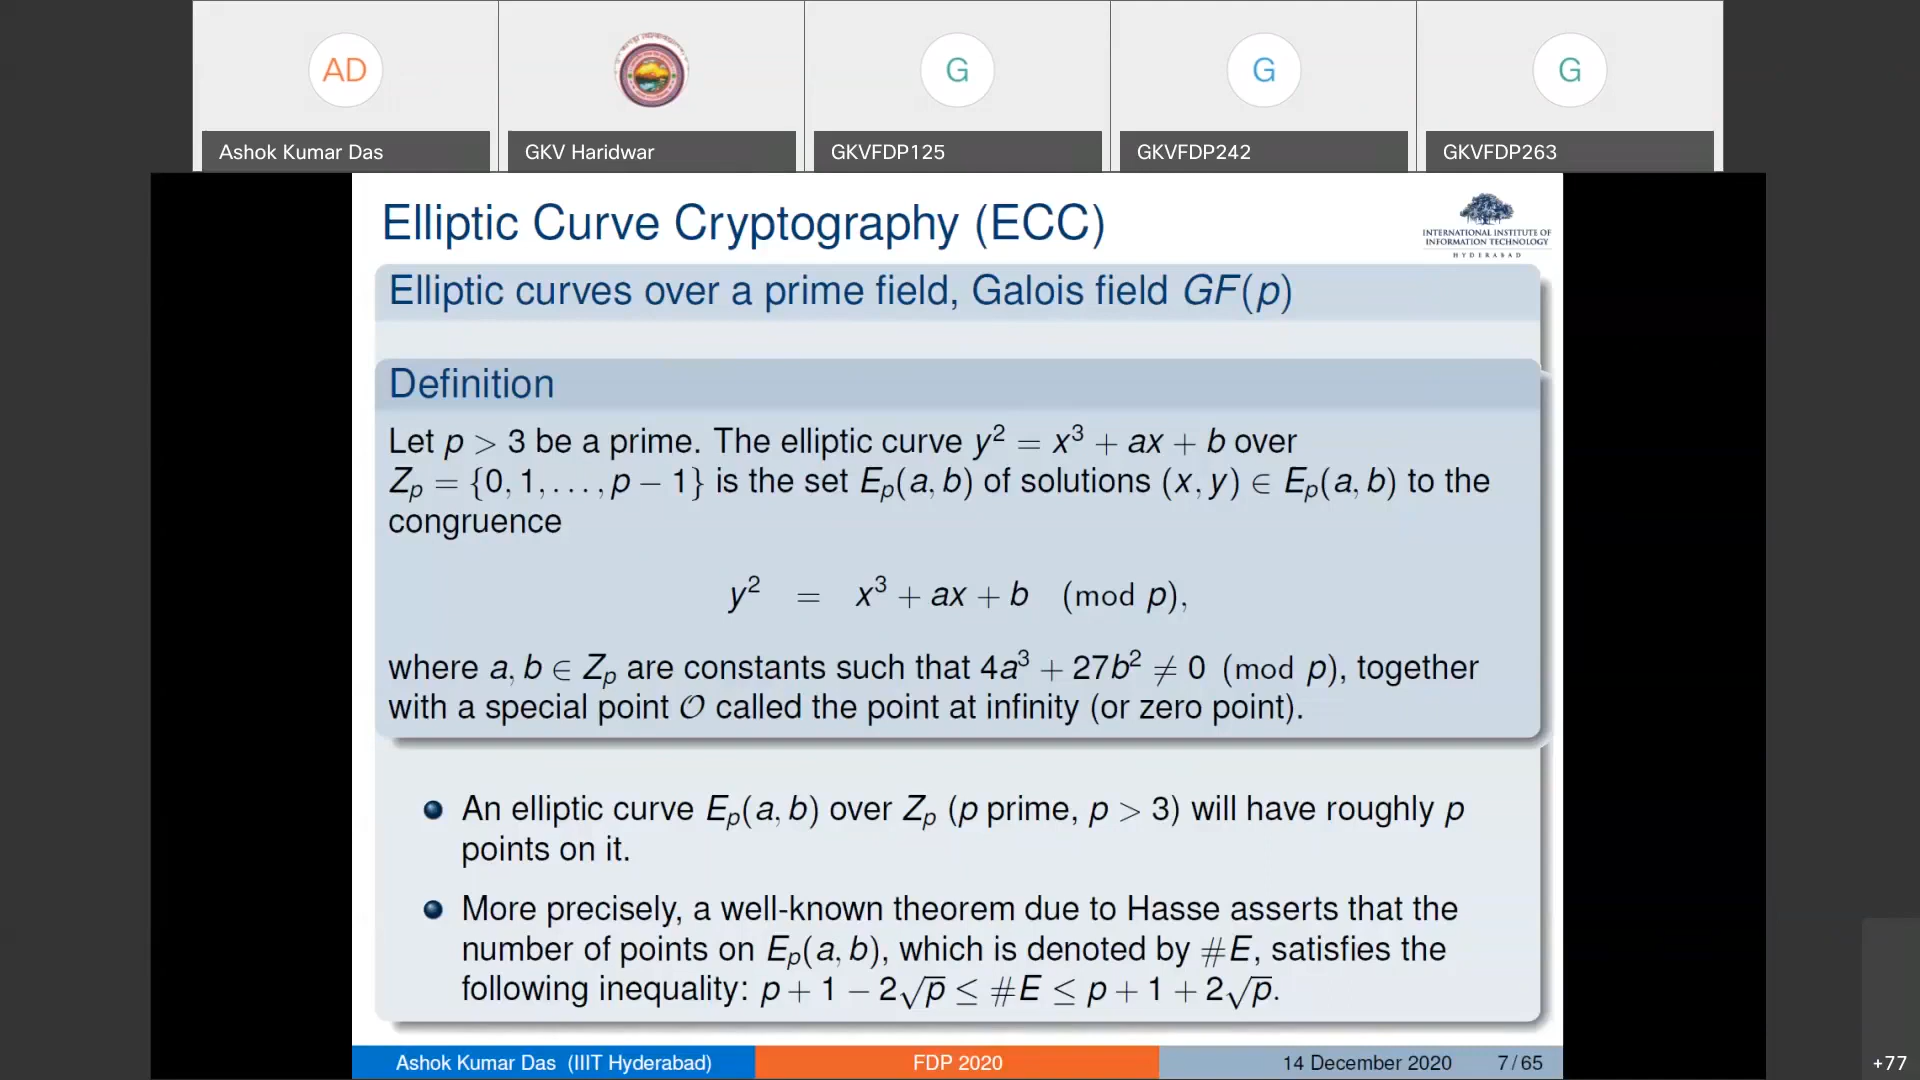 AD
G
G
G
Ashok Kumar Das
GKV Haridwar
GKVFDP125
GKVFDP242
GKVFDP263
Elliptic Curve Cryptography (ECC)
INTERNATIONAL INSTITUTE OF
INFORMATION TECHNOLOGY
HYDERABAD
Elliptic curves over a prime field, Galois field GF(p)
Definition
Let p > 3 be a prime. The elliptic curve y² = x³ + ax + b over
Zₚ = {0, 1, . . . , p − 1} is the set Eₚ(a, b) of solutions (x, y) ∈ Eₚ(a, b) to the
congruence
y² = x³ + ax + b (mod p),
where a, b ∈ Zₚ are constants such that 4a³ + 27b² ≠ 0 (mod p), together
with a special point 𝒪 called the point at infinity (or zero point).
An elliptic curve Eₚ(a, b) over Zₚ (p prime, p > 3) will have roughly p
points on it.
More precisely, a well-known theorem due to Hasse asserts that the
number of points on Eₚ(a, b), which is denoted by #E, satisfies the
following inequality: p + 1 − 2√p ≤ #E ≤ p + 1 + 2√p.
Ashok Kumar Das (IIIT Hyderabad)
FDP 2020
14 December 2020
7 / 65
+77